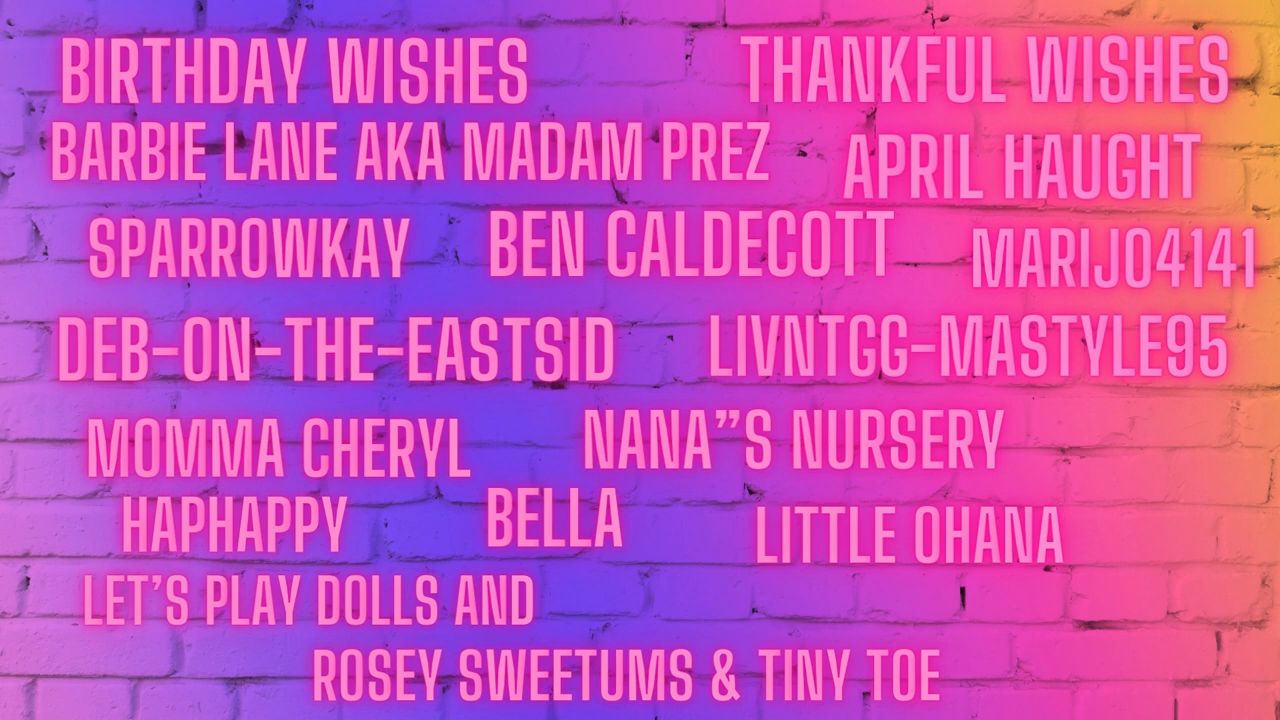 BIRTHDAY WISHES THANKFUL WISHES
BARBIE LANE AKA MADAM PREZ APRIL HAUGHT
SPARROWKAY BEN CALDECOTT MARIJO4141
DEB-ON-THE-EASTSID LIVNTGG-MASTYLE95
MOMMA CHERYL NANA”S NURSERY
HAPHAPPY BELLA LITTLE OHANA
LET’S PLAY DOLLS AND
ROSEY SWEETUMS & TINY TOE